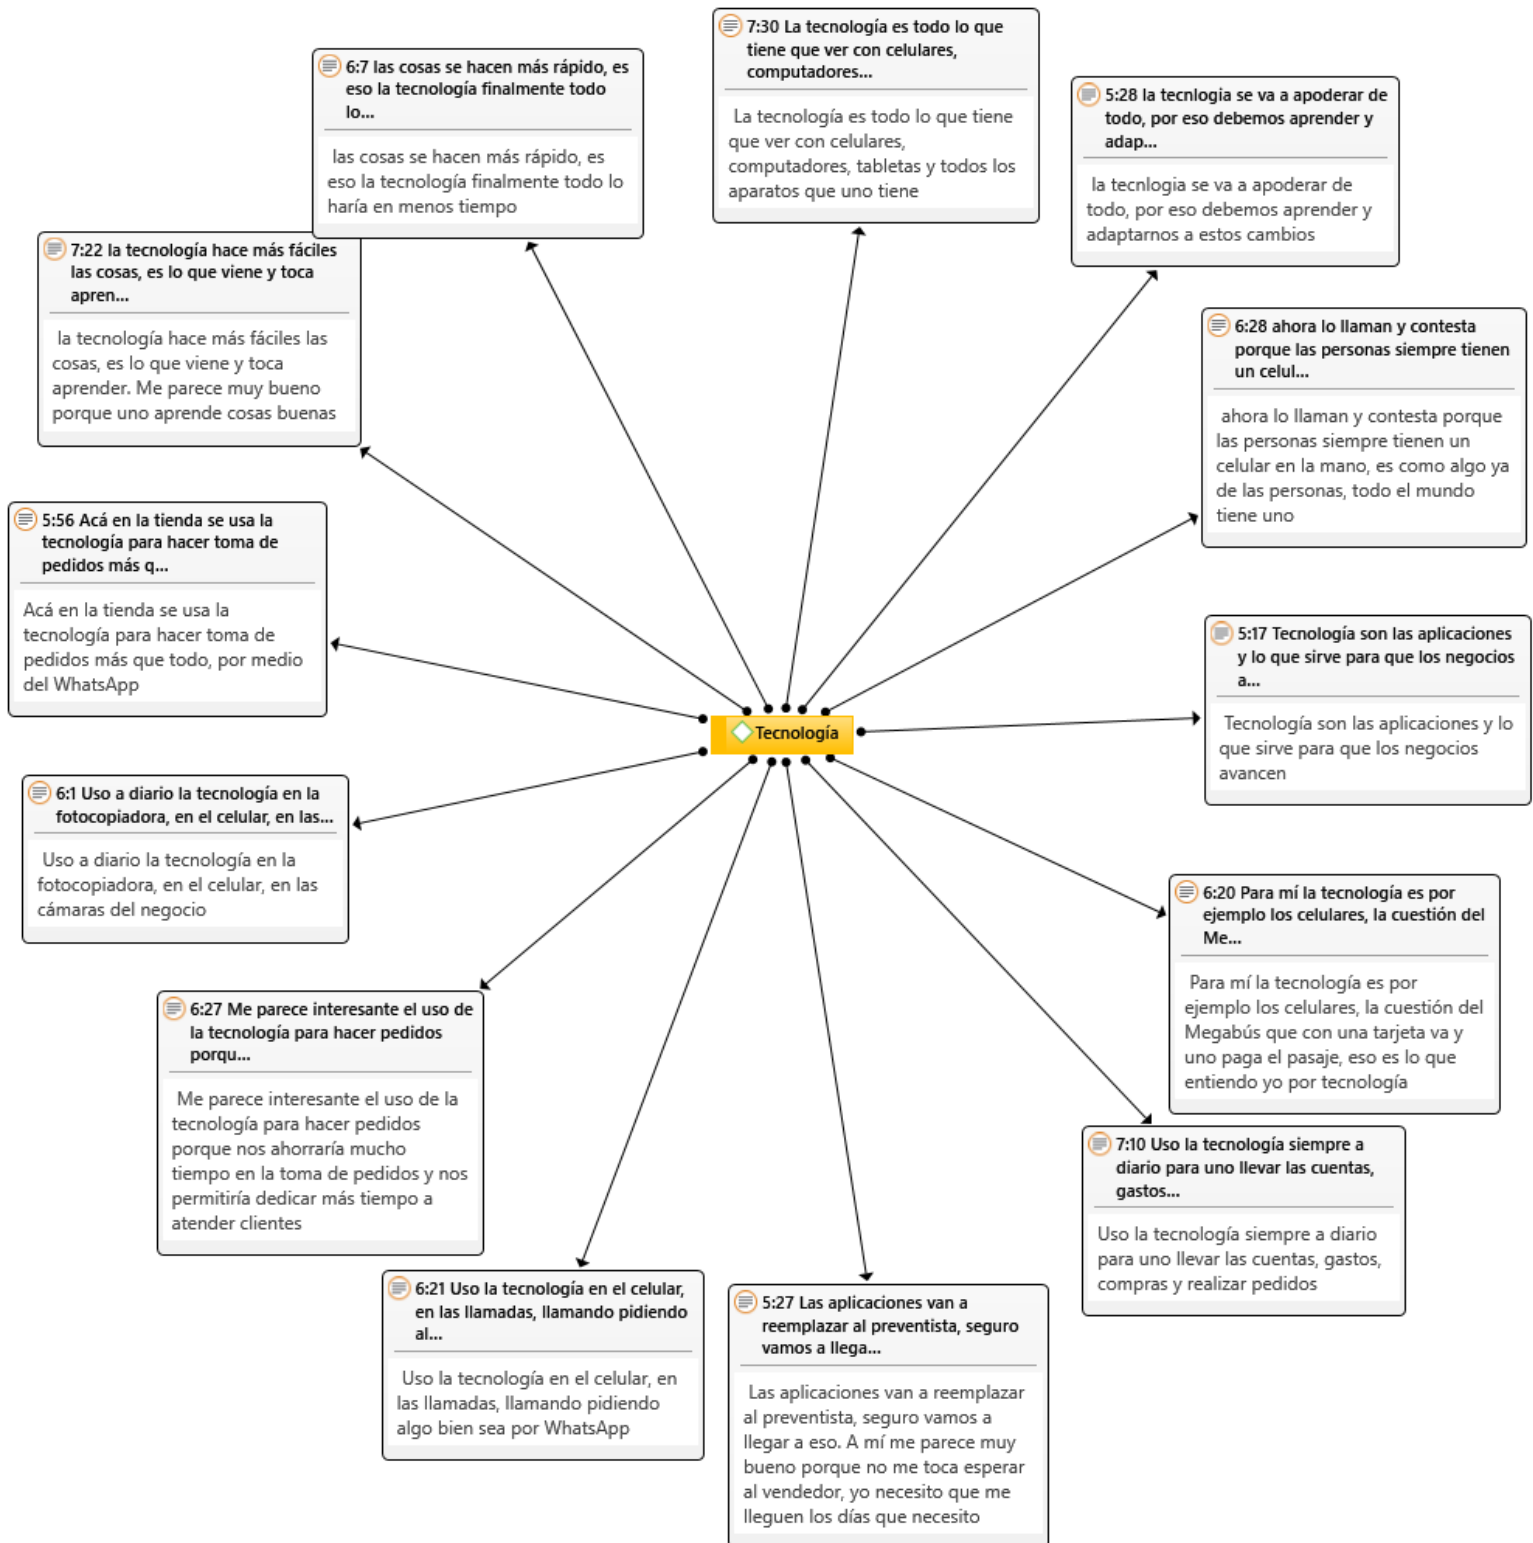 7:30 La tecnología es todo lo que
tiene que ver con celulares,
computadores...
La tecnología es todo lo que tiene
que ver con celulares,
computadores, tabletas y todos los
aparatos que uno tiene
6:7 las cosas se hacen más rápido, es
eso la tecnología finalmente todo
lo...
las cosas se hacen más rápido, es
eso la tecnología finalmente todo lo
haría en menos tiempo
5:28 la tecnlogia se va a apoderar de
todo, por eso debemos aprender y
adap...
la tecnlogia se va a apoderar de
todo, por eso debemos aprender y
adaptarnos a estos cambios
7:22 la tecnología hace más fáciles
las cosas, es lo que viene y toca
apren...
la tecnología hace más fáciles las
cosas, es lo que viene y toca
aprender. Me parece muy bueno
porque uno aprende cosas buenas
6:28 ahora lo llaman y contesta
porque las personas siempre tienen
un celul...
ahora lo llaman y contesta porque
las personas siempre tienen un
celular en la mano, es como algo ya
de las personas, todo el mundo
tiene uno
5:56 Acá en la tienda se usa la
tecnología para hacer toma de
pedidos más q...
Acá en la tienda se usa la
tecnología para hacer toma de
pedidos más que todo, por medio
del WhatsApp
5:17 Tecnología son las aplicaciones
y lo que sirve para que los negocios
a...
Tecnología son las aplicaciones y lo
que sirve para que los negocios
avancen
Tecnología
6:1 Uso a diario la tecnología en la
fotocopiadora, en el celular, en las...
Uso a diario la tecnología en la
fotocopiadora, en el celular, en las
cámaras del negocio
6:20 Para mí la tecnología es por
ejemplo los celulares, la cuestión del
Me...
Para mí la tecnología es por
ejemplo los celulares, la cuestión del
Megabús que con una tarjeta va y
uno paga el pasaje, eso es lo que
entiendo yo por tecnología
6:27 Me parece interesante el uso de
la tecnología para hacer pedidos
porqu...
Me parece interesante el uso de la
tecnología para hacer pedidos
porque nos ahorraría mucho
tiempo en la toma de pedidos y nos
permitiría dedicar más tiempo a
atender clientes
7:10 Uso la tecnología siempre a
diario para uno llevar las cuentas,
gastos...
Uso la tecnología siempre a diario
para uno llevar las cuentas, gastos,
compras y realizar pedidos
6:21 Uso la tecnología en el celular,
en las llamadas, llamando pidiendo
al...
Uso la tecnología en el celular, en
las llamadas, llamando pidiendo
algo bien sea por WhatsApp
5:27 Las aplicaciones van a
reemplazar al preventista, seguro
vamos a llega...
Las aplicaciones van a reemplazar
al preventista, seguro vamos a
llegar a eso. A mí me parece muy
bueno porque no me toca esperar
al vendedor, yo necesito que me
lleguen los días que necesito